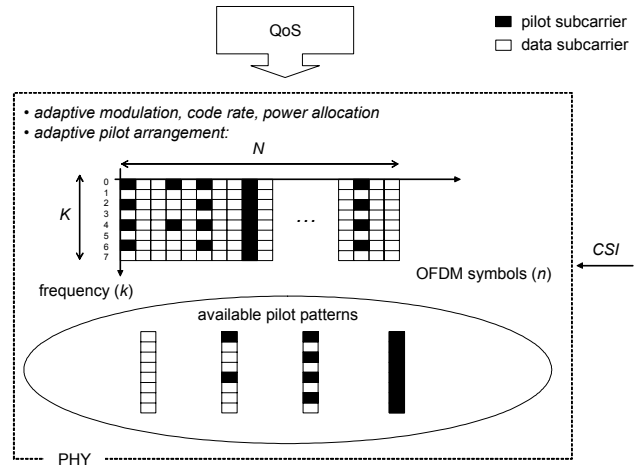 QoS
pilot subcarrier
data subcarrier
• adaptive modulation, code rate, power allocation
• adaptive pilot arrangement:
N
K
0
1
2
3
4
5
6
7
...
OFDM symbols (n)
CSI
frequency (k)
available pilot patterns
PHY